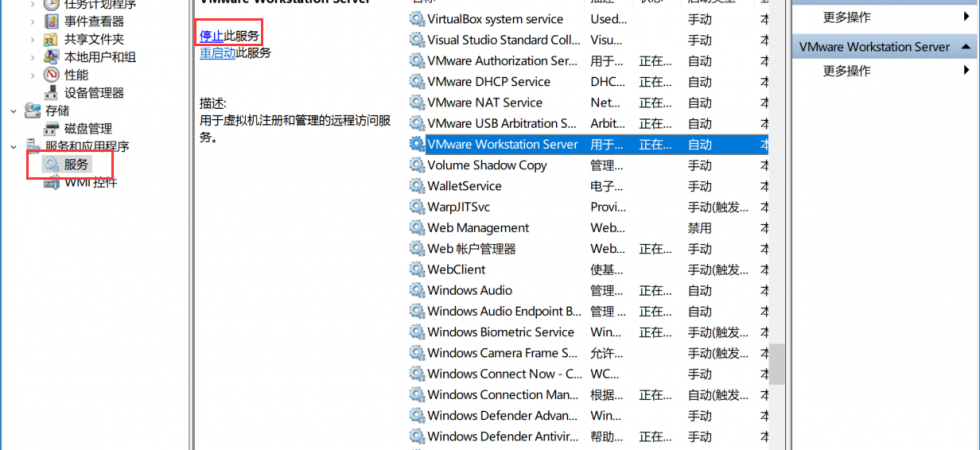 任务计划程序
事件查看器
共享文件夹
本地用户和组
性能
设备管理器
存储
磁盘管理
服务和应用程序
服务
WMI 控件
VMware Workstation Server
停止此服务
重启动此服务
描述:
用于虚拟机注册和管理的远程访问服
务。
名称 描述 状态 启动类型
VirtualBox system service Used... 手动
Visual Studio Standard Coll... Visu... 手动
VMware Authorization Ser... 用于... 正在... 自动
VMware DHCP Service DHC... 正在... 自动
VMware NAT Service Net... 正在... 自动
VMware USB Arbitration S... Arbit... 正在... 自动
VMware Workstation Server 用于... 正在... 自动
Volume Shadow Copy 管理... 手动
WalletService 电子... 手动
WarpJITSvc Provi... 手动(触发...
Web Management Web... 禁用
Web 帐户管理器 Web... 正在... 手动
WebClient 使基... 手动(触发...
Windows Audio 管理... 正在... 自动
Windows Audio Endpoint B... 管理 ... 正在... 自动
Windows Biometric Service Win... 正在... 手动(触发...
Windows Camera Frame S... 允许... 手动(触发...
Windows Connect Now - C... WC... 手动
Windows Connection Man... 根据... 正在... 自动(触发...
Windows Defender Advan... Win... 手动
Windows Defender Antivir... 帮助... 正在... 手动
更多操作
VMware Workstation Server
更多操作